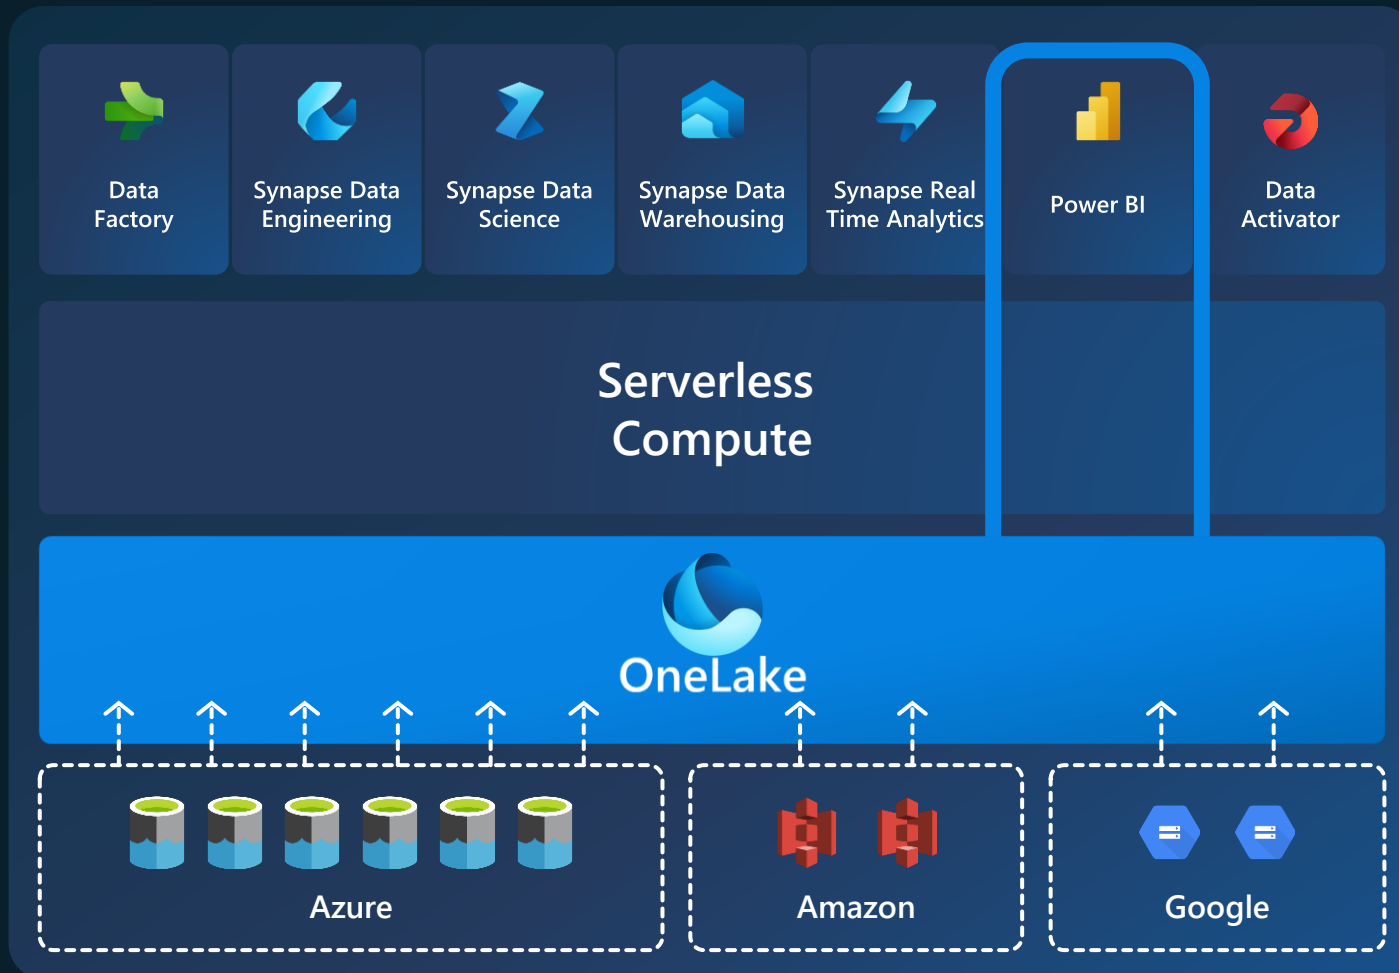 Data
Factory
Synapse Data
Engineering
Synapse Data
Science
Synapse Data
Warehousing
Synapse Real
Time Analytics
Power BI
Data
Activator
Serverless
Compute
OneLake
Azure
Amazon
Google